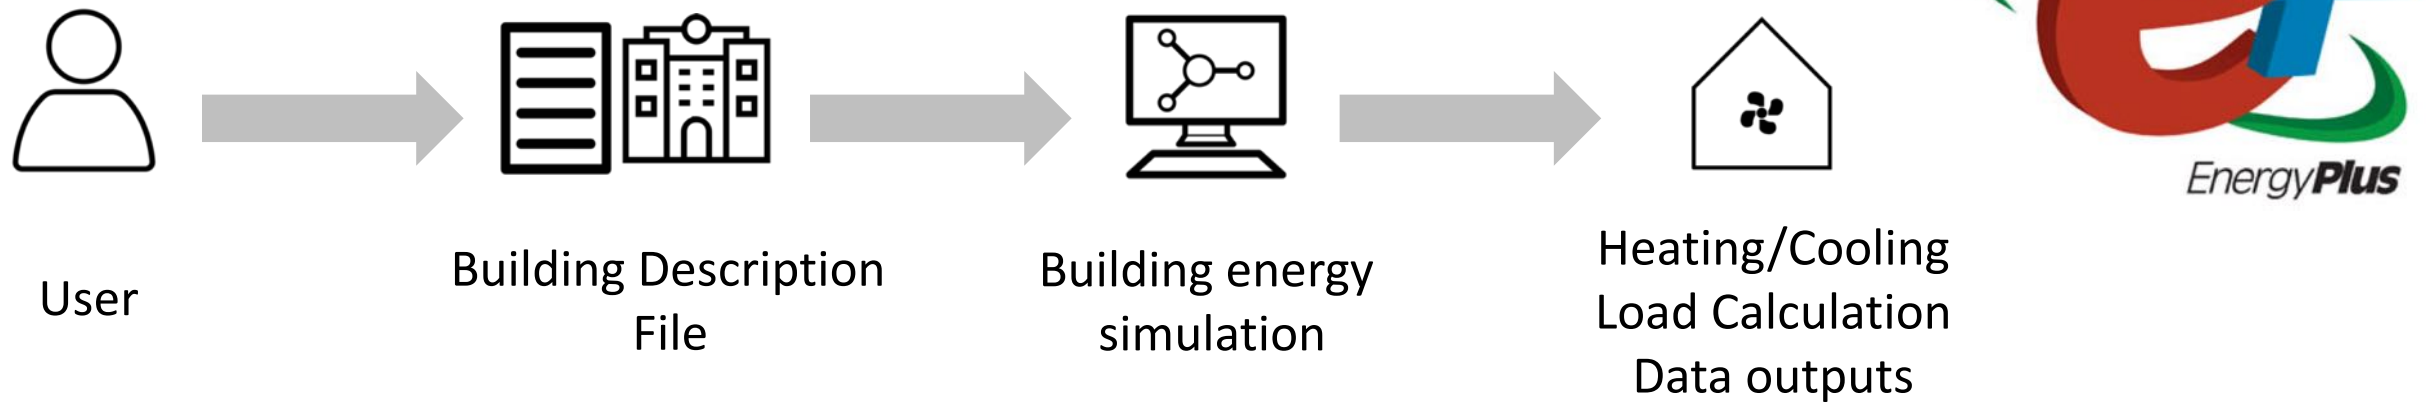 User
Building Description
File
Building energy
simulation
Heating/Cooling
Load Calculation
Data outputs
EnergyPlus